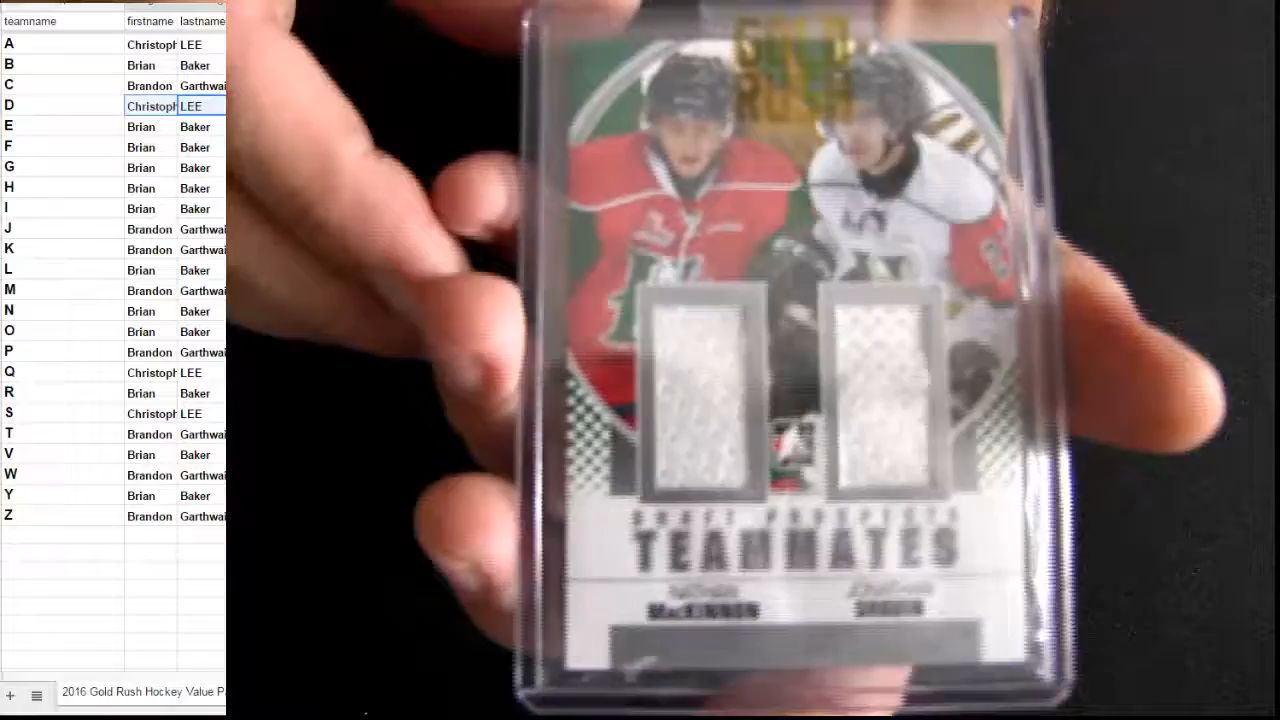 teamname firstname lastname
A Christoph LEE
B Brian Baker
C Brandon Garthwai
D Christoph LEE
E Brian Baker
F Brian Baker
G Brian Baker
H Brian Baker
I Brian Baker
J Brandon Garthwai
K Brandon Garthwai
L Brian Baker
M Brandon Garthwai
N Brian Baker
O Brian Baker
P Brandon Garthwai
Q Christoph LEE
R Brian Baker
S Christoph LEE
T Brandon Garthwai
V Brian Baker
W Brandon Garthwai
Y Brian Baker
Z Brandon Garthwai
2016 Gold Rush Hockey Value P
GOLD
RUSH
DRAFT PROSPECTS
TEAMMATES
NATHAN
MacKINNON